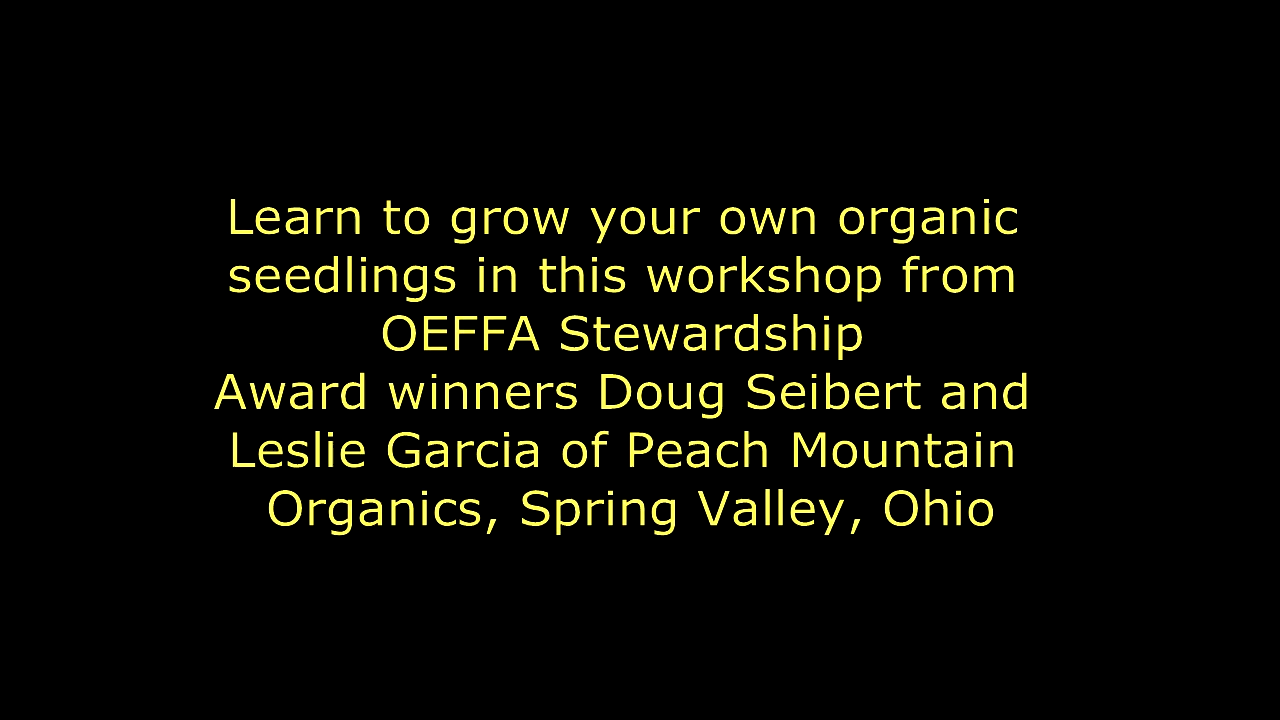 Learn to grow your own organic
seedlings in this workshop from
OEFFA Stewardship
Award winners Doug Seibert and
Leslie Garcia of Peach Mountain
Organics, Spring Valley, Ohio